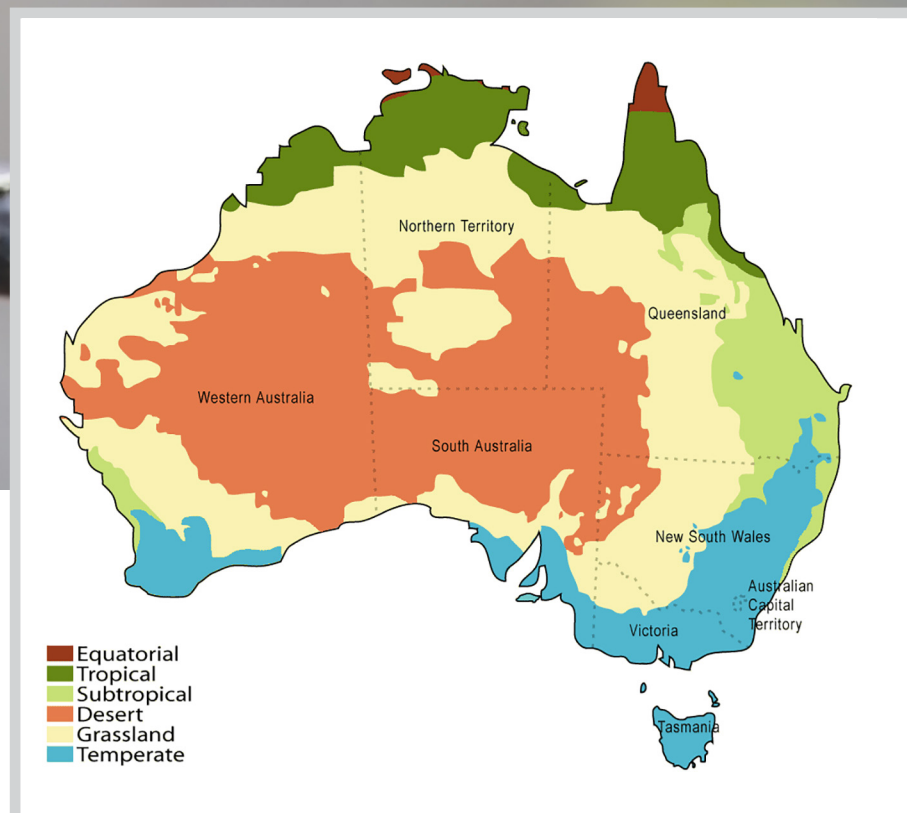 Northern Territory
Queensland
Western Australia
South Australia
New South Wales
Australian
Capital
Territory
Victoria
Tasmania
Equatorial
Tropical
Subtropical
Desert
Grassland
Temperate